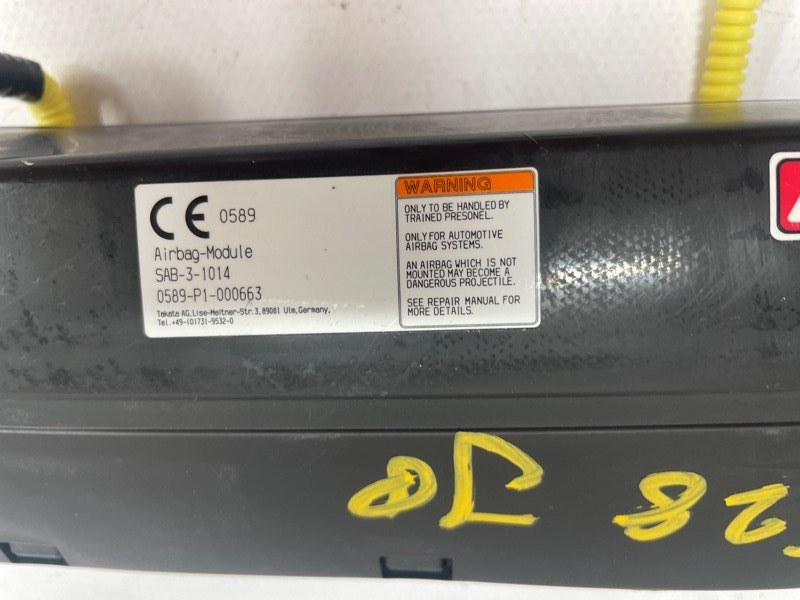 CE 0589
Airbag-Module
SAB-3-1014
0589-P1-000663
Takata AG,Lise-Meitner-Str.3,89081 Ulm,Germany.
Tel.+49-(0)731-9532-0
WARNING
ONLY TO BE HANDLED BY
TRAINED PRESONEL.
ONLY FOR AUTOMOTIVE
AIRBAG SYSTEMS.
AN AIRBAG WHICH IS NOT
MOUNTED MAY BECOME A
DANGEROUS PROJECTILE.
SEE REPAIR MANUAL FOR
MORE DETAILS.